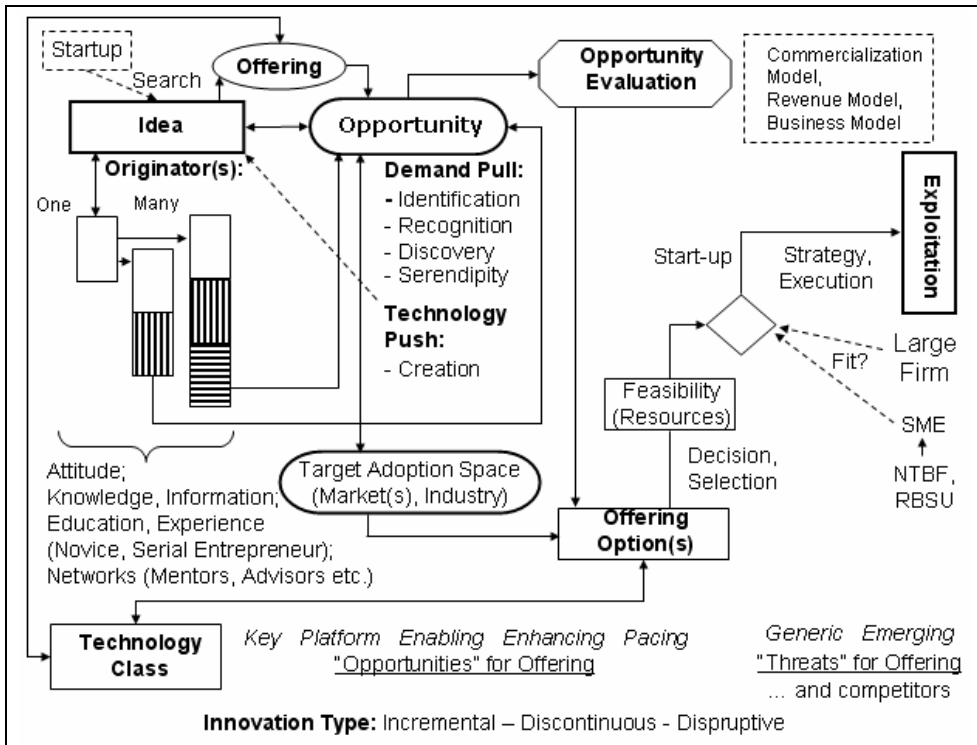 Startup
Search
Offering
Idea
Opportunity
Opportunity
Evaluation
Commercialization
Model,
Revenue Model,
Business Model
Originator(s):
One
Many
Demand Pull:
- Identification
- Recognition
- Discovery
- Serendipity
Technology
Push:
- Creation
Exploitation
Start-up
Strategy,
Execution
Large
Firm
Fit?
Feasibility
(Resources)
SME
NTBF,
RBSU
Decision,
Selection
Attitude;
Knowledge, Information;
Education, Experience
(Novice, Serial Entrepreneur);
Networks (Mentors, Advisors etc.)
Target Adoption Space
(Market(s), Industry)
Offering
Option(s)
Technology
Class
Key Platform Enabling Enhancing Pacing
"Opportunities" for Offering
Generic Emerging
"Threats" for Offering
... and competitors
Innovation Type: Incremental – Discontinuous - Dispruptive